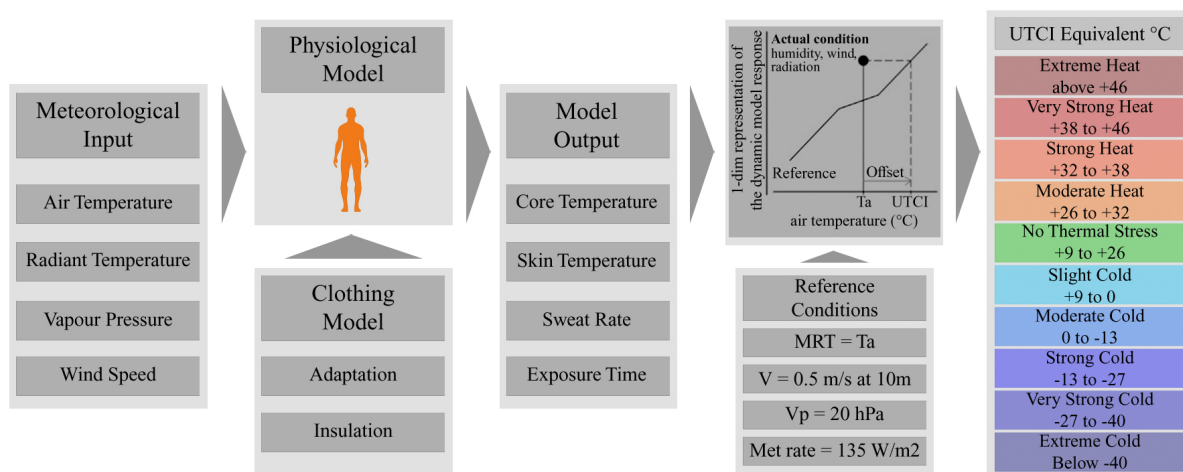 Meteorological
Input
Air Temperature
Radiant Temperature
Vapour Pressure
Wind Speed
Physiological
Model
Clothing
Model
Adaptation
Insulation
Model
Output
Core Temperature
Skin Temperature
Sweat Rate
Exposure Time
1-dim representation of
the dynamic model response
Actual condition
humidity, wind,
radiation
Reference
Offset
Ta
UTCI
air temperature (°C)
Reference
Conditions
MRT = Ta
V = 0.5 m/s at 10m
Vp = 20 hPa
Met rate = 135 W/m2
UTCI Equivalent °C
Extreme Heat
above +46
Very Strong Heat
+38 to +46
Strong Heat
+32 to +38
Moderate Heat
+26 to +32
No Thermal Stress
+9 to +26
Slight Cold
+9 to 0
Moderate Cold
0 to -13
Strong Cold
-13 to -27
Very Strong Cold
-27 to -40
Extreme Cold
Below -40